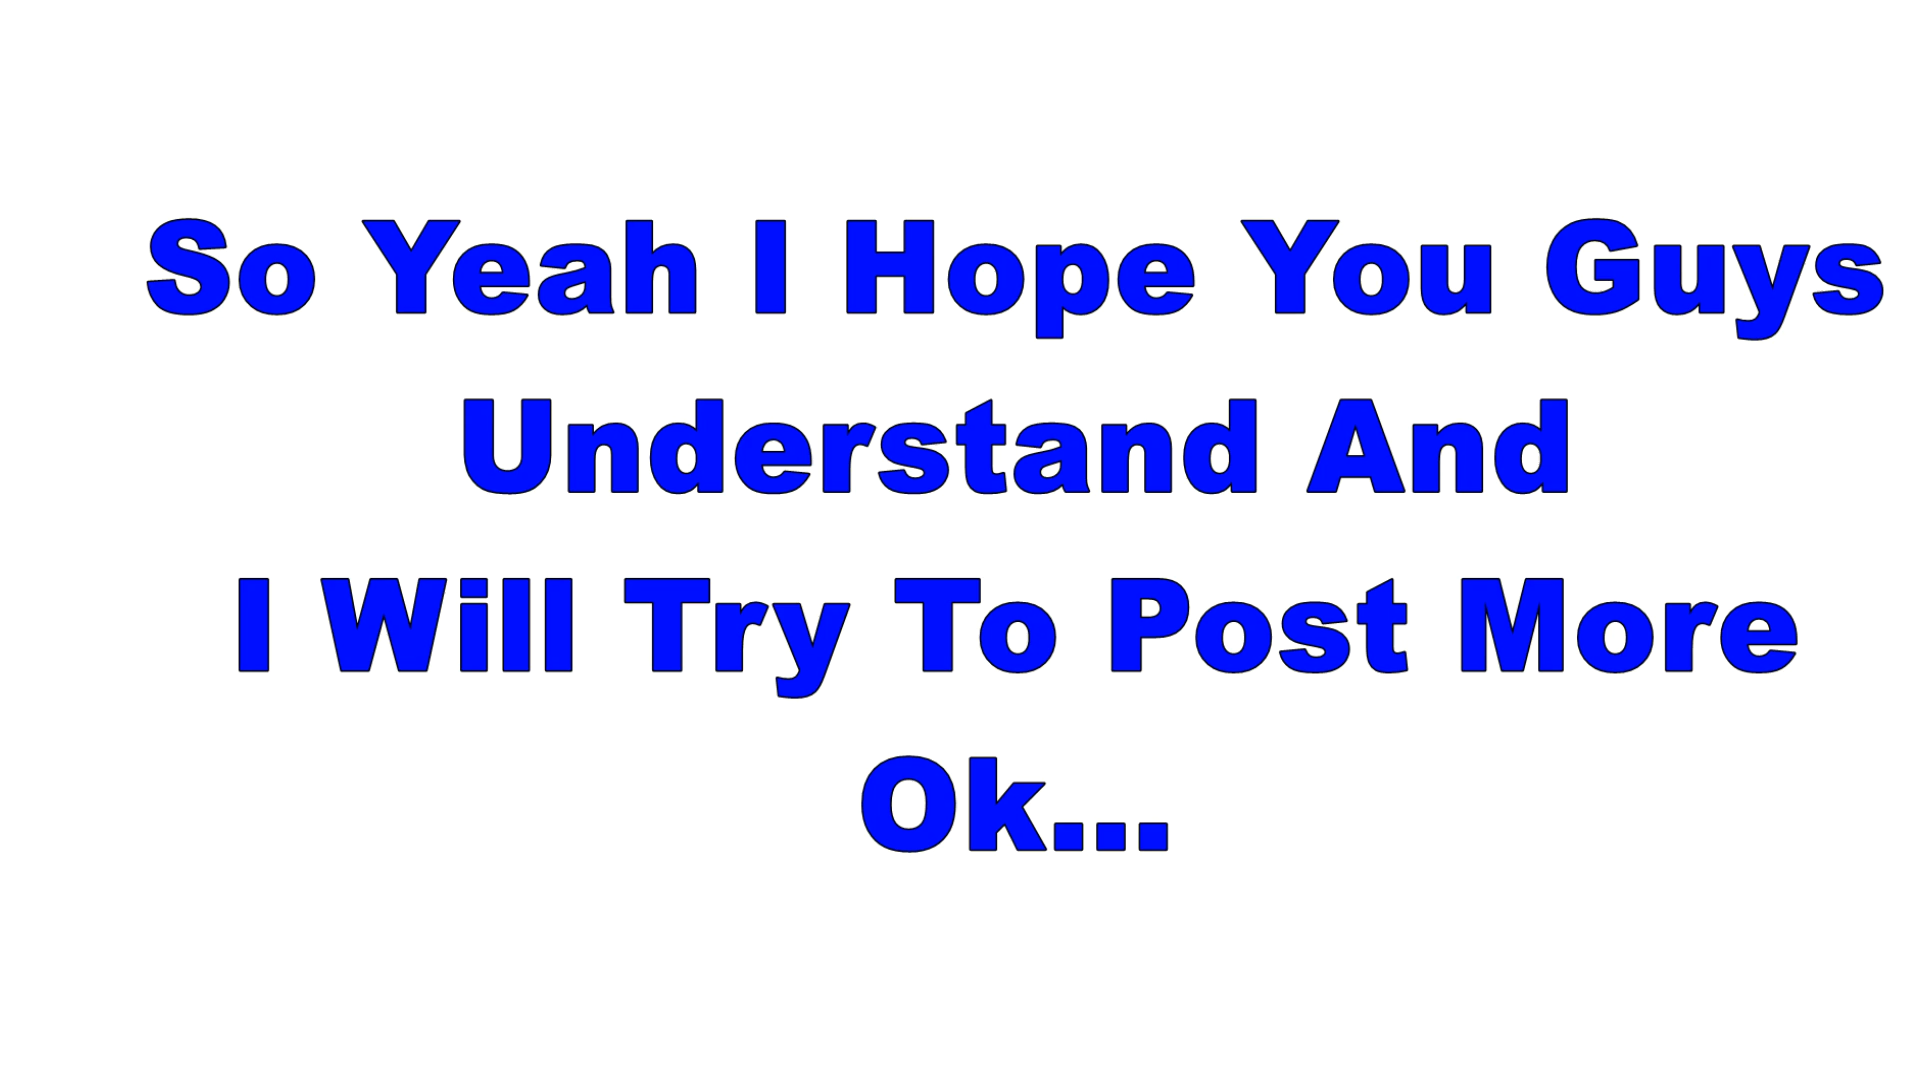 So Yeah I Hope You Guys
Understand And
I Will Try To Post More
Ok...